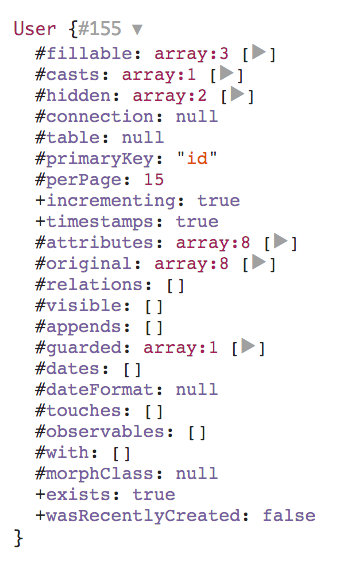 User {#155 ▼
#fillable: array:3 [▶]
#casts: array:1 [▶]
#hidden: array:2 [▶]
#connection: null
#table: null
#primaryKey: "id"
#perPage: 15
+incrementing: true
+timestamps: true
#attributes: array:8 [▶]
#original: array:8 [▶]
#relations: []
#visible: []
#appends: []
#guarded: array:1 [▶]
#dates: []
#dateFormat: null
#touches: []
#observables: []
#with: []
#morphClass: null
+exists: true
+wasRecentlyCreated: false
}